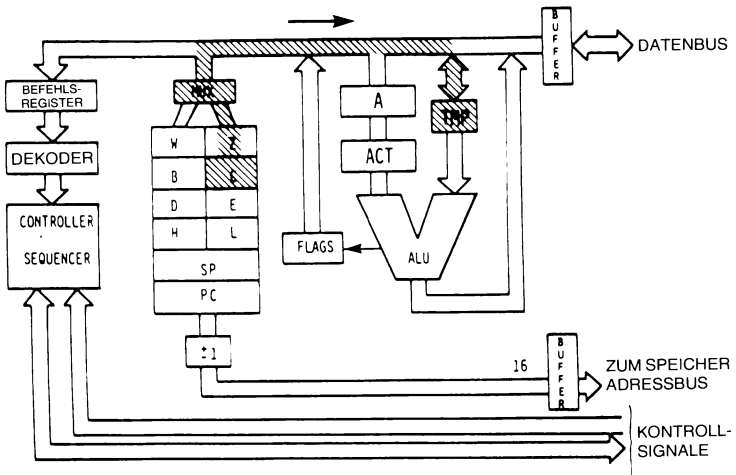 BUFFER
DATENBUS
BEFEHLS-
REGISTER
MUX
A
TMP
DEKODER
W Z
ACT
B C
D E
CONTROLLER
SEQUENCER
H L
FLAGS
ALU
SP
PC
±1
16
BUFFER
ZUM SPEICHER
ADRESSBUS
KONTROLL-
SIGNALE